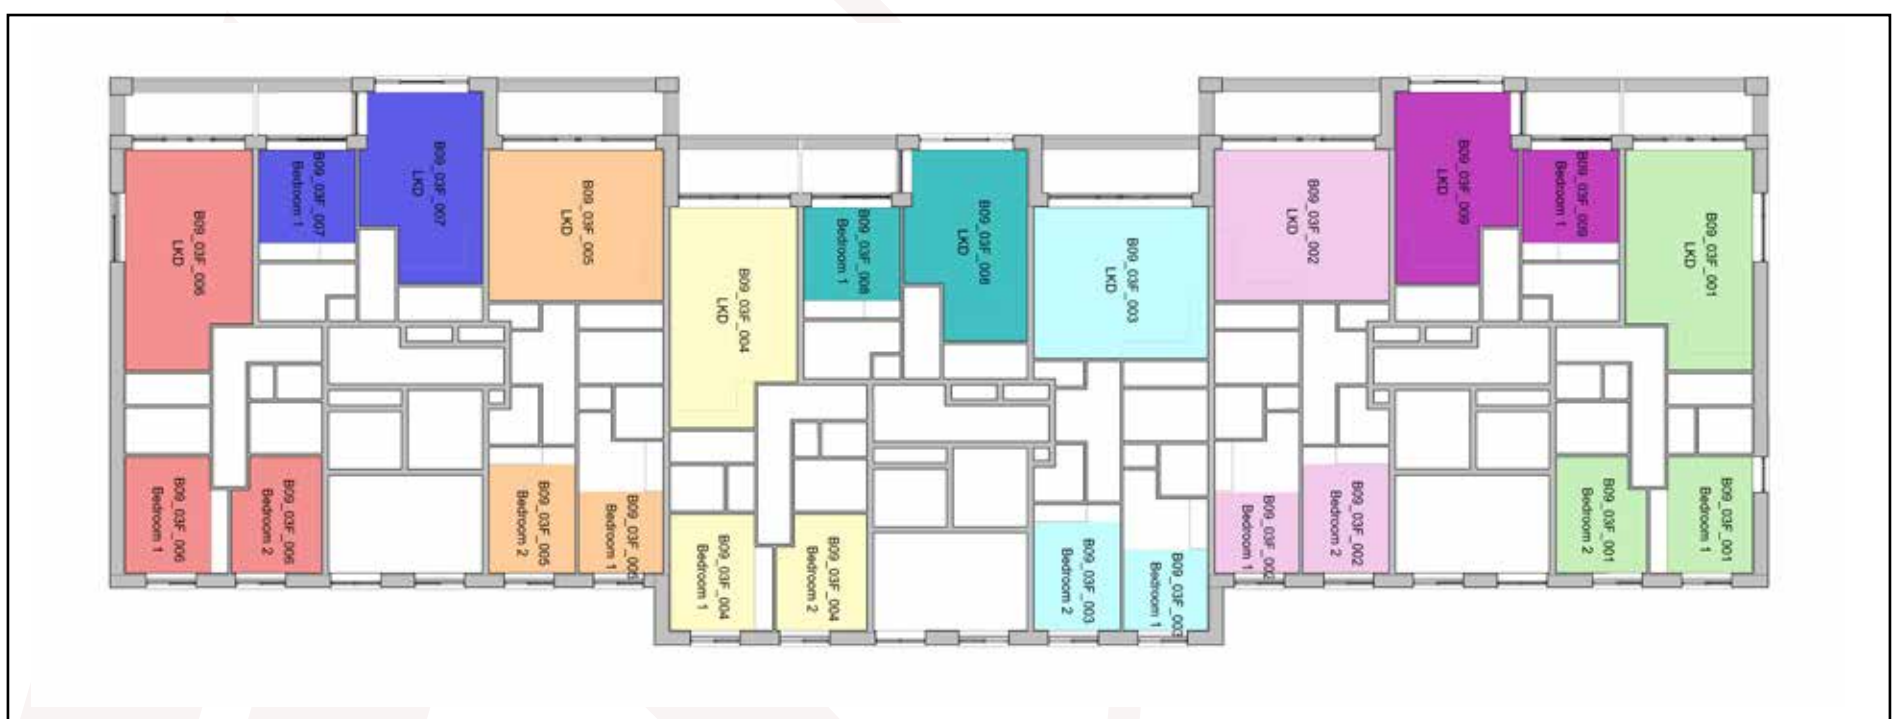 B09_03F_006
LKD
B09_03F_007
Bedroom 1
B09_03F_007
LKD
B09_03F_005
LKD
B09_03F_004
LKD
B09_03F_008
Bedroom 1
B09_03F_008
LKD
B09_03F_003
LKD
B09_03F_002
LKD
B09_03F_009
LKD
B09_03F_009
Bedroom 1
B09_03F_001
LKD
B09_03F_006
Bedroom 1
B09_03F_006
Bedroom 2
B09_03F_005
Bedroom 2
B09_03F_005
Bedroom 1
B09_03F_004
Bedroom 1
B09_03F_004
Bedroom 2
B09_03F_003
Bedroom 2
B09_03F_003
Bedroom 1
B09_03F_002
Bedroom 1
B09_03F_002
Bedroom 2
B09_03F_001
Bedroom 2
B09_03F_001
Bedroom 1